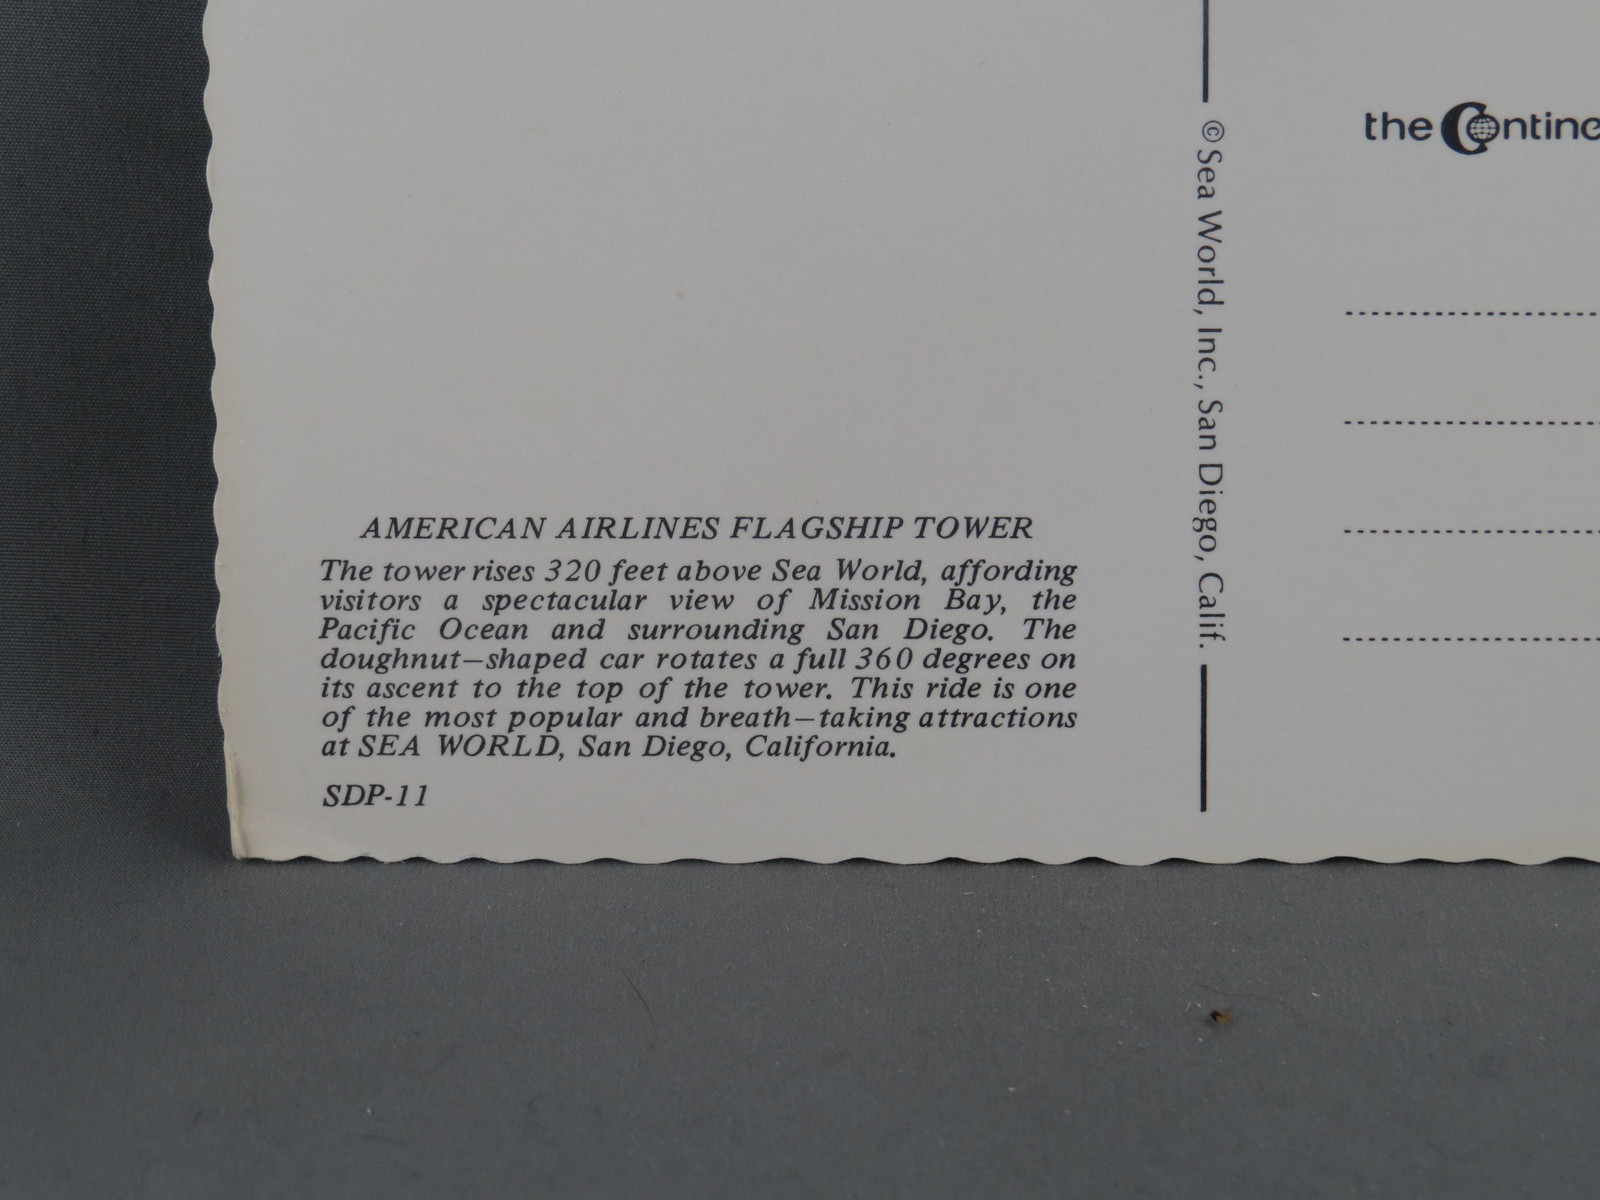 AMERICAN AIRLINES FLAGSHIP TOWER
The tower rises 320 feet above Sea World, affording
visitors a spectacular view of Mission Bay, the
Pacific Ocean and surrounding San Diego. The
doughnut—shaped car rotates a full 360 degrees on
its ascent to the top of the tower. This ride is one
of the most popular and breath—taking attractions
at SEA WORLD, San Diego, California.
SDP-11
© Sea World, Inc., San Diego, Calif.
the Contine